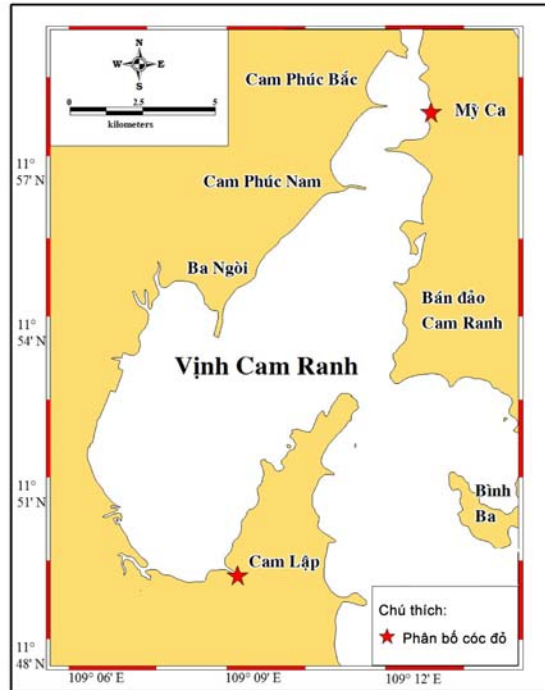 N
W E
S
0 2.5 5
kilometers
Cam Phúc Bắc
Mỹ Ca
11°
57' N
Cam Phúc Nam
Ba Ngòi
Bán đảo
Cam Ranh
11°
54' N
Vịnh Cam Ranh
11°
51' N
Bình
Ba
Cam Lập
Chú thích:
Phân bố cóc đỏ
11°
48' N
109° 06' E
109° 09' E
109° 12' E